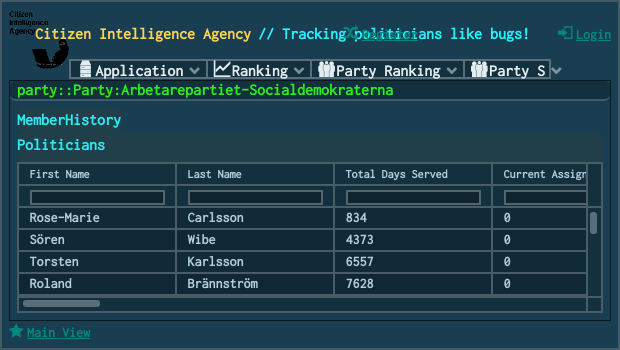 Citizen
Intelligence
Agency
Citizen Intelligence Agency // Tracking politicians like bugs!
Register
Login
Application
Ranking
Party Ranking
Party S
party::Party:Arbetarepartiet-Socialdemokraterna
MemberHistory
Politicians
First Name Last Name Total Days Served Current Assign
Rose-Marie Carlsson 834 0
Sören Wibe 4373 0
Torsten Karlsson 6557 0
Roland Brännström 7628 0
Main View